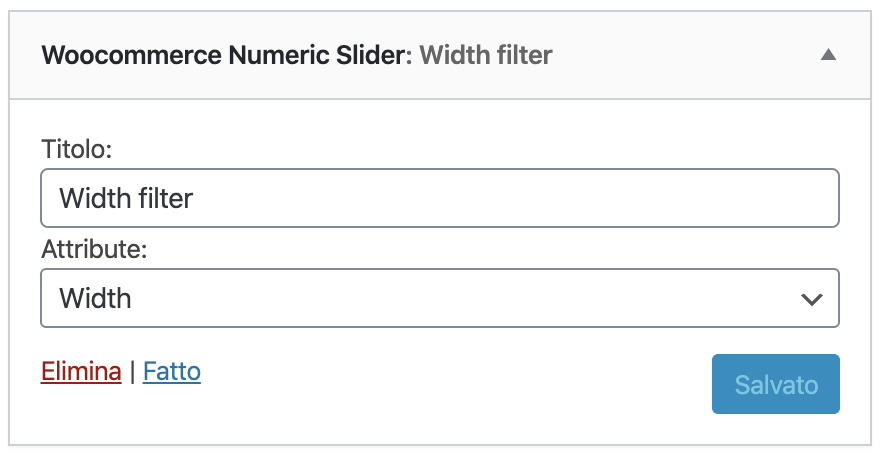 Woocommerce Numeric Slider: Width filter
Titolo:
Width filter
Attribute:
Width
Elimina | Fatto
Salvato